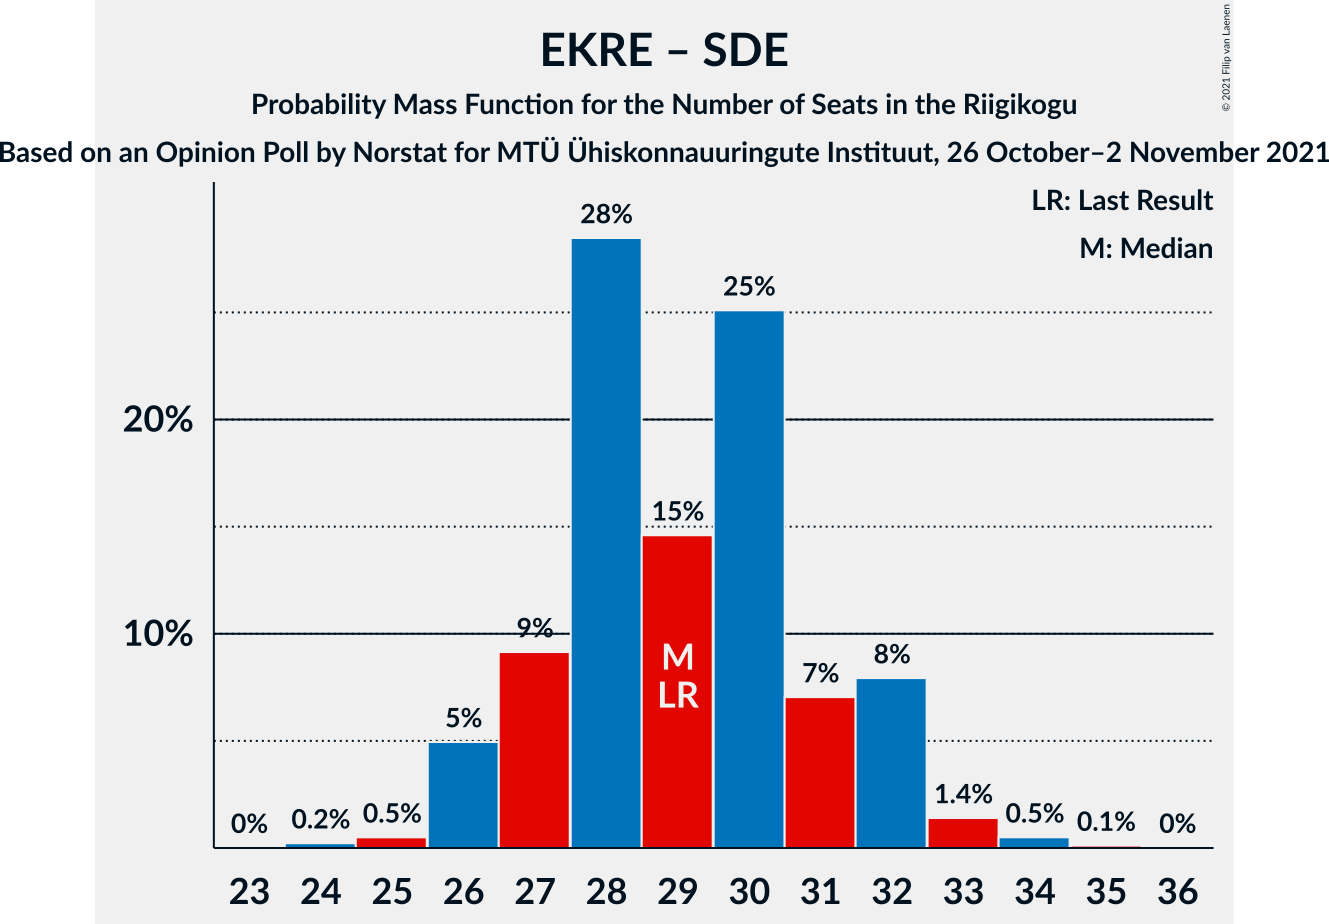 EKRE – SDE
Probability Mass Function for the Number of Seats in the Riigikogu
Based on an Opinion Poll by Norstat for MTÜ Ühiskonnauuringute Instituut, 26 October–2 November 2021
© 2021 Filip van Laenen
LR: Last Result
M: Median
28%
25%
20%
15%
10%
9%
M
8%
7%
LR
5%
1.4%
0.5%
0.5%
0.2%
0.1%
0%
0%
23 24 25 26 27 28 29 30 31 32 33 34 35 36